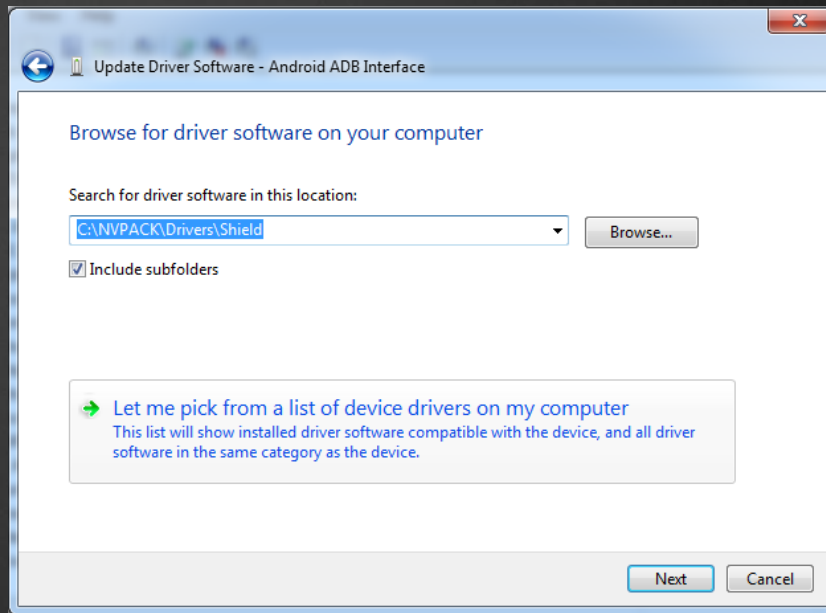 Update Driver Software - Android ADB Interface
Browse for driver software on your computer
Search for driver software in this location:
C:\NVPACK\Drivers\Shield
Browse...
Include subfolders
Let me pick from a list of device drivers on my computer
This list will show installed driver software compatible with the device, and all driver
software in the same category as the device.
Next
Cancel